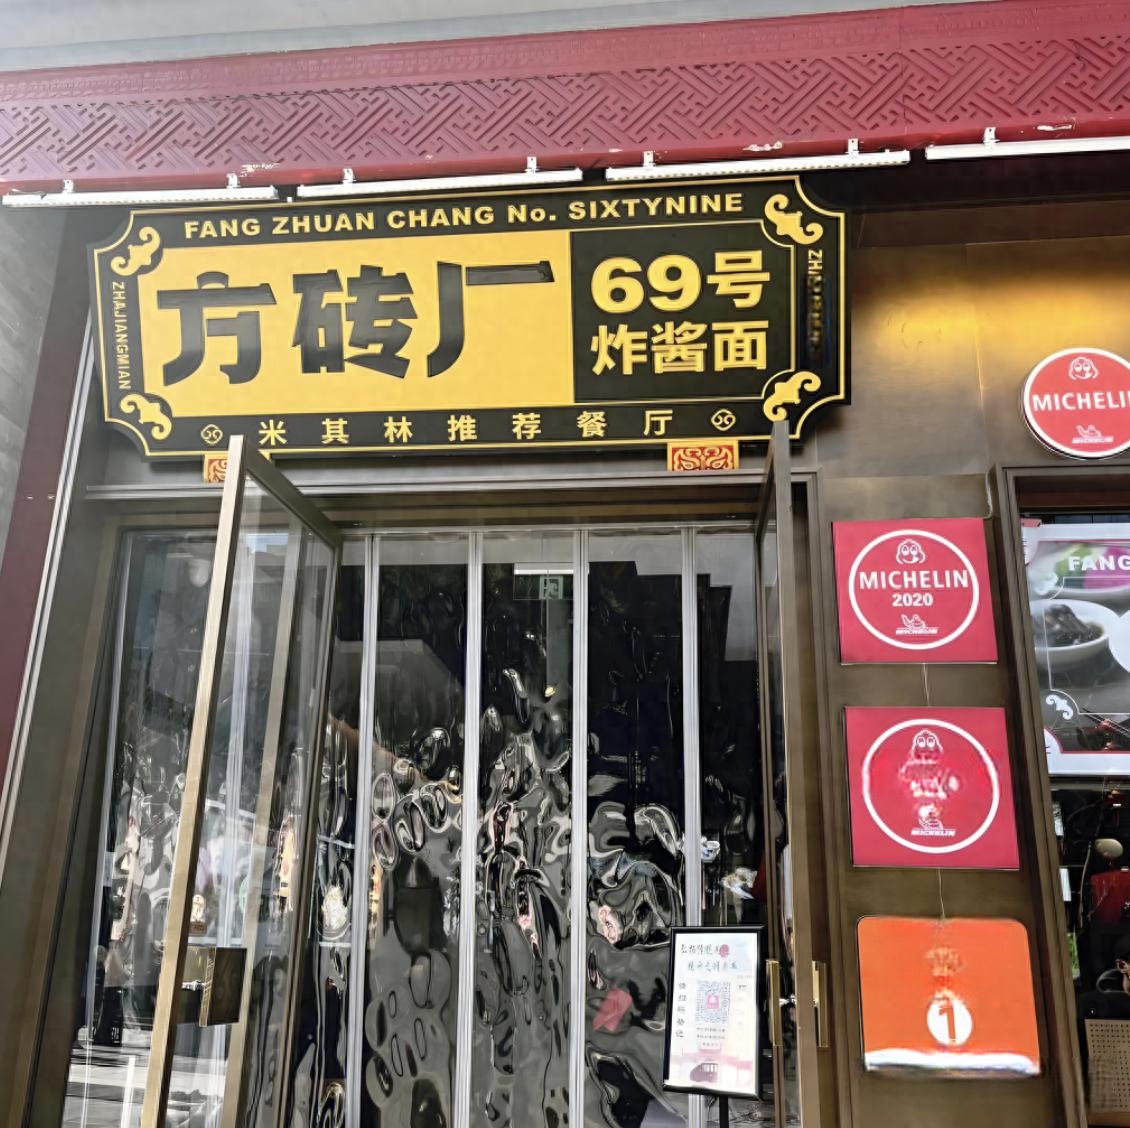 FANG ZHUAN CHANG No. SIXTYNINE
ZHAJIANGMIAN
方砖厂
69号
炸酱面
米其林推荐餐厅
MICHELIN
MICHELIN
2020
MICHELIN
FANG
MICHELIN
1